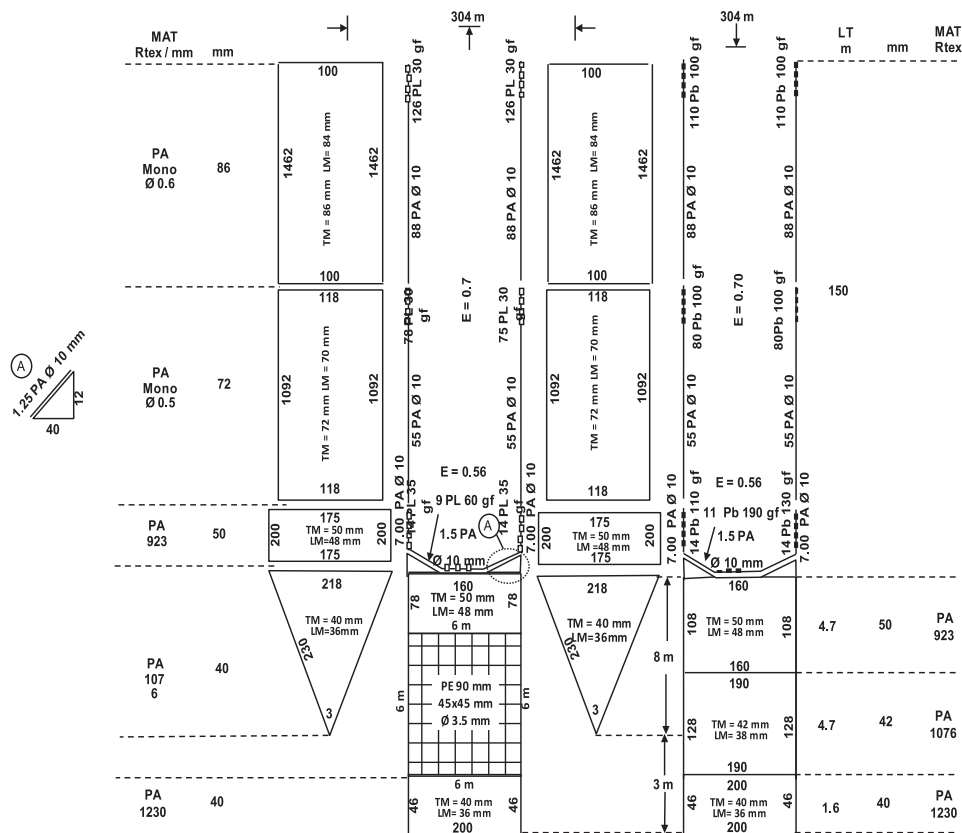 304 m
304 m
MAT
Rtex / mm
mm
LT
m
mm
MAT
Rtex
100
1462
1462
TM = 86 mm LM= 84 mm
100
126 PL 30 gf
126 PL 30 gf
100
1462
1462
TM = 86 mm LM= 84 mm
100
110 Pb 100 gf
110 Pb 100 gf
PA
Mono
Ø 0.6
86
88 PA Ø 10
88 PA Ø 10
88 PA Ø 10
88 PA Ø 10
118
1092
1092
TM = 72 mm LM = 70 mm
118
78 PL 30 gf
E = 0.7
75 PL 30 gf
118
1092
1092
TM = 72 mm LM = 70 mm
118
80 Pb 100 gf
E = 0.70
80Pb 100 gf
150
A
1.25 PA Ø 10 mm
12
40
PA
Mono
Ø 0.5
72
55 PA Ø 10
55 PA Ø 10
55 PA Ø 10
55 PA Ø 10
PA
923
50
175
200
TM = 50 mm
LM=48 mm
200
175
7.00 PA Ø 10
14 PL 35 gf
E = 0.56
9 PL 60 gf
1.5 PA
Ø 10 mm
14 PL 35
A
7.00 PA Ø 10
175
200
TM = 50 mm
LM=48 mm
200
175
7.00 PA Ø 10
14 Pb 110 gf
E = 0.56
11 Pb 190 gf
1.5 PA
Ø 10 mm
14 Pb 130 gf
7.00 PA Ø 10
PA
107
6
40
218
TM = 40 mm
LM=36mm
230
3
160
78
TM = 50 mm
LM= 48 mm
78
6 m
6 m
PE 90 mm
45x45 mm
Ø 3.5 mm
6 m
6 m
218
TM = 40 mm
LM=36mm
230
3
8 m
160
108
TM = 50 mm
LM = 48 mm
108
160
4.7
50
PA
923
190
128
TM = 42 mm
LM= 38 mm
128
190
4.7
42
PA
1076
PA
1230
40
46
TM = 40 mm
LM= 36 mm
46
200
3 m
200
46
TM = 40 mm
LM= 36 mm
46
200
1.6
40
PA
1230